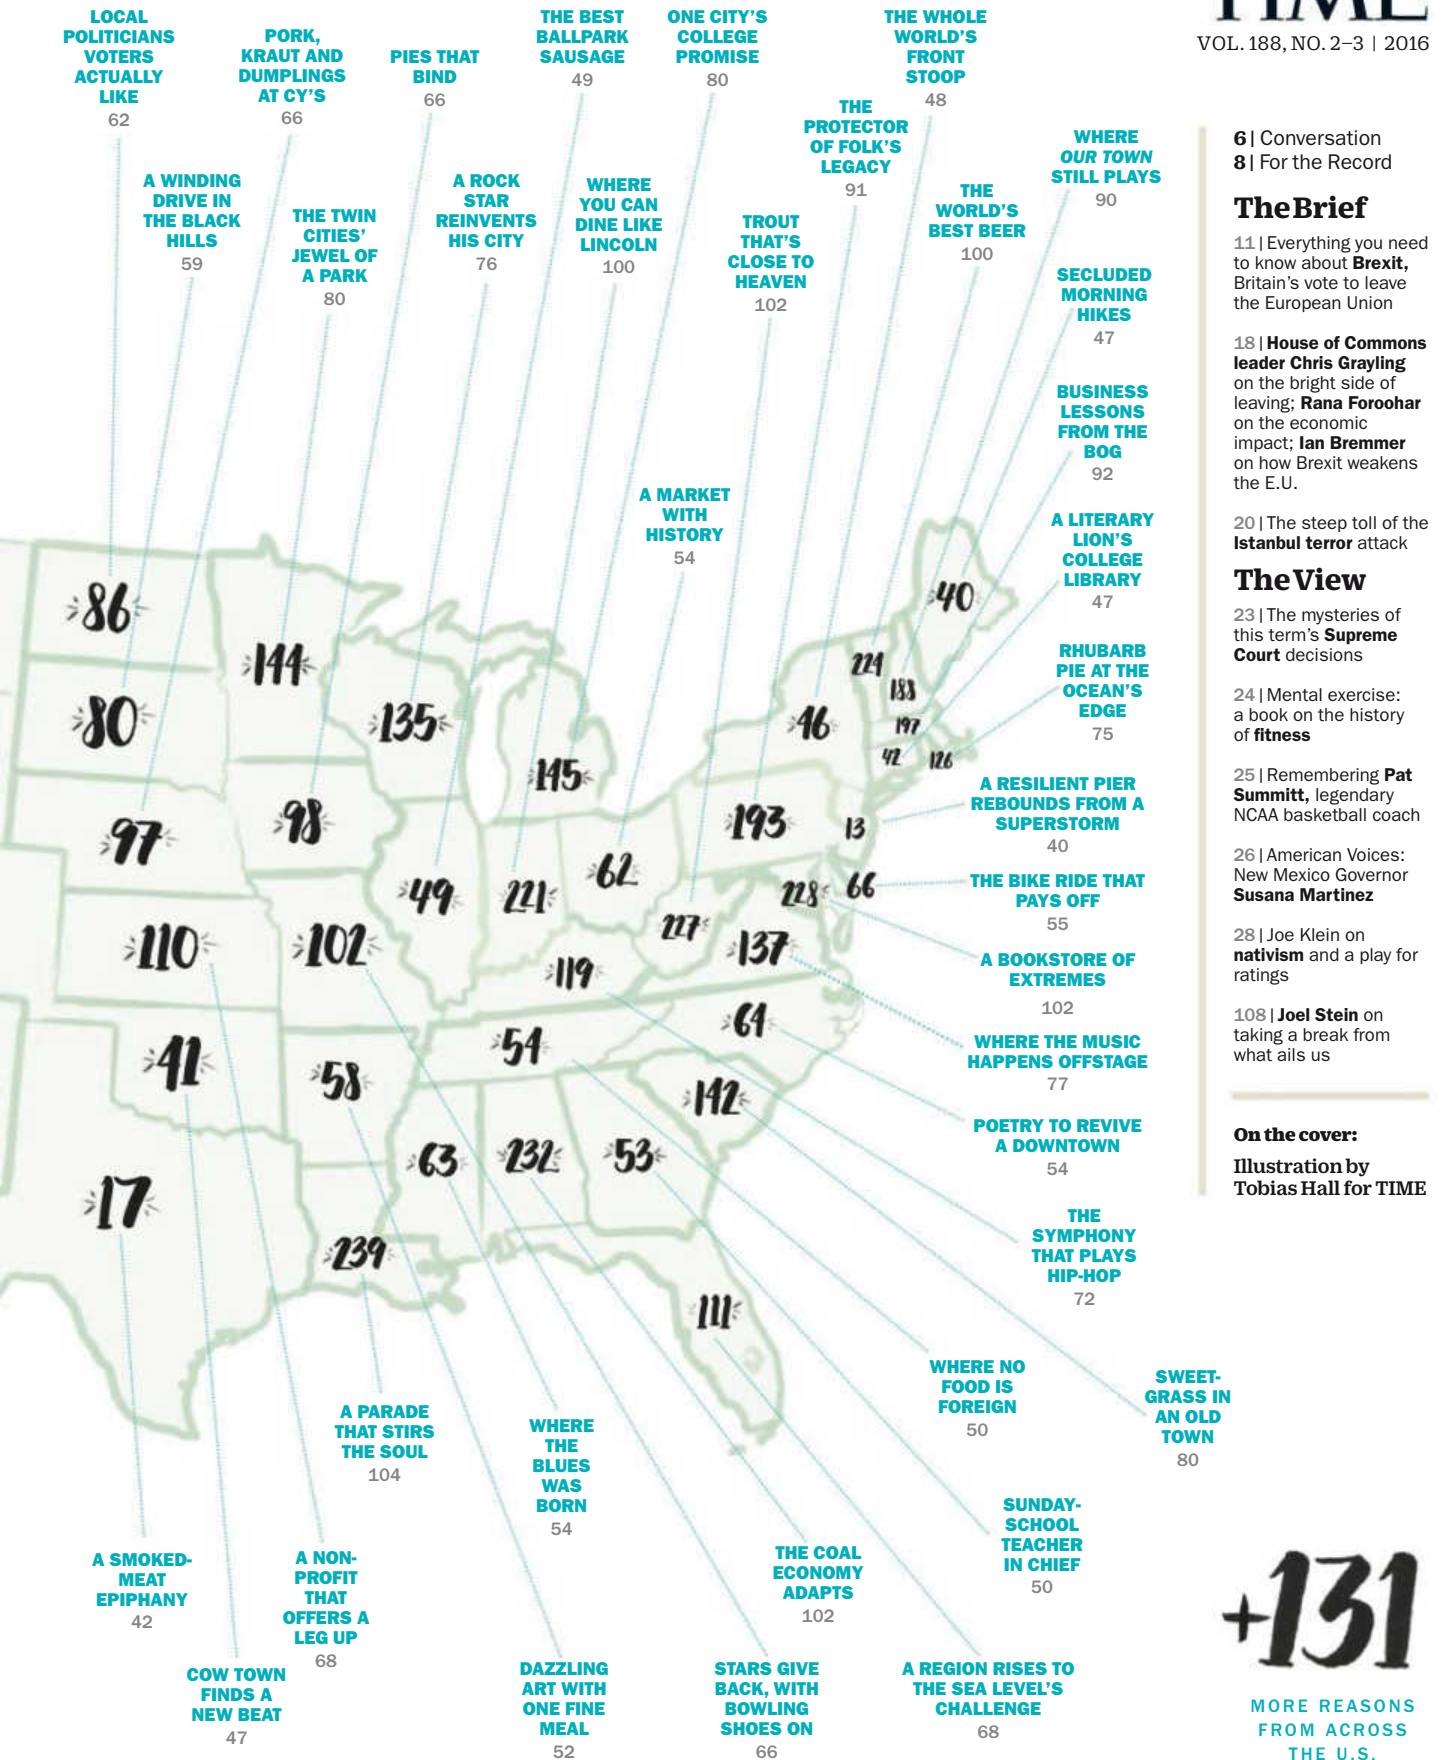 TIME
VOL. 188, NO. 2–3 | 2016
LOCAL
POLITICIANS
VOTERS
ACTUALLY
LIKE
62
PORK,
KRAUT AND
DUMPLINGS
AT CY’S
66
PIES THAT
BIND
66
THE BEST
BALLPARK
SAUSAGE
49
ONE CITY’S
COLLEGE
PROMISE
80
THE WHOLE
WORLD’S
FRONT
STOOP
48
THE
PROTECTOR
OF FOLK’S
LEGACY
91
WHERE
OUR TOWN
STILL PLAYS
90
A WINDING
DRIVE IN
THE BLACK
HILLS
59
THE TWIN
CITIES’
JEWEL OF
A PARK
80
A ROCK
STAR
REINVENTS
HIS CITY
76
WHERE
YOU CAN
DINE LIKE
LINCOLN
100
TROUT
THAT’S
CLOSE TO
HEAVEN
102
THE
WORLD’S
BEST BEER
100
SECLUDED
MORNING
HIKES
47
BUSINESS
LESSONS
FROM THE
BOG
92
A MARKET
WITH
HISTORY
54
A LITERARY
LION’S
COLLEGE
LIBRARY
47
RHUBARB
PIE AT THE
OCEAN’S
EDGE
75
A RESILIENT PIER
REBOUNDS FROM A
SUPERSTORM
40
THE BIKE RIDE THAT
PAYS OFF
55
A BOOKSTORE OF
EXTREMES
102
WHERE THE MUSIC
HAPPENS OFFSTAGE
77
POETRY TO REVIVE
A DOWNTOWN
54
THE
SYMPHONY
THAT PLAYS
HIP-HOP
72
86
144
40
224
188
80
135
46
197
145
42
126
97
98
193
13
49
221
62
228
66
110
102
227
137
119
41
58
54
64
142
17
63
232
53
239
111
WHERE NO
FOOD IS
FOREIGN
50
SWEET-
GRASS IN
AN OLD
TOWN
80
A PARADE
THAT STIRS
THE SOUL
104
WHERE
THE
BLUES
WAS
BORN
54
SUNDAY-
SCHOOL
TEACHER
IN CHIEF
50
A SMOKED-
MEAT
EPIPHANY
42
A NON-
PROFIT
THAT
OFFERS A
LEG UP
68
THE COAL
ECONOMY
ADAPTS
102
COW TOWN
FINDS A
NEW BEAT
47
DAZZLING
ART WITH
ONE FINE
MEAL
52
STARS GIVE
BACK, WITH
BOWLING
SHOES ON
66
A REGION RISES TO
THE SEA LEVEL’S
CHALLENGE
68
6 | Conversation
8 | For the Record
The Brief
11 | Everything you need
to know about Brexit,
Britain’s vote to leave
the European Union
18 | House of Commons
leader Chris Grayling
on the bright side of
leaving; Rana Foroohar
on the economic
impact; Ian Bremmer
on how Brexit weakens
the E.U.
20 | The steep toll of the
Istanbul terror attack
The View
23 | The mysteries of
this term’s Supreme
Court decisions
24 | Mental exercise:
a book on the history
of fitness
25 | Remembering Pat
Summitt, legendary
NCAA basketball coach
26 | American Voices:
New Mexico Governor
Susana Martinez
28 | Joe Klein on
nativism and a play for
ratings
108 | Joel Stein on
taking a break from
what ails us
On the cover:
Illustration by
Tobias Hall for TIME
+131
MORE REASONS
FROM ACROSS
THE U.S.